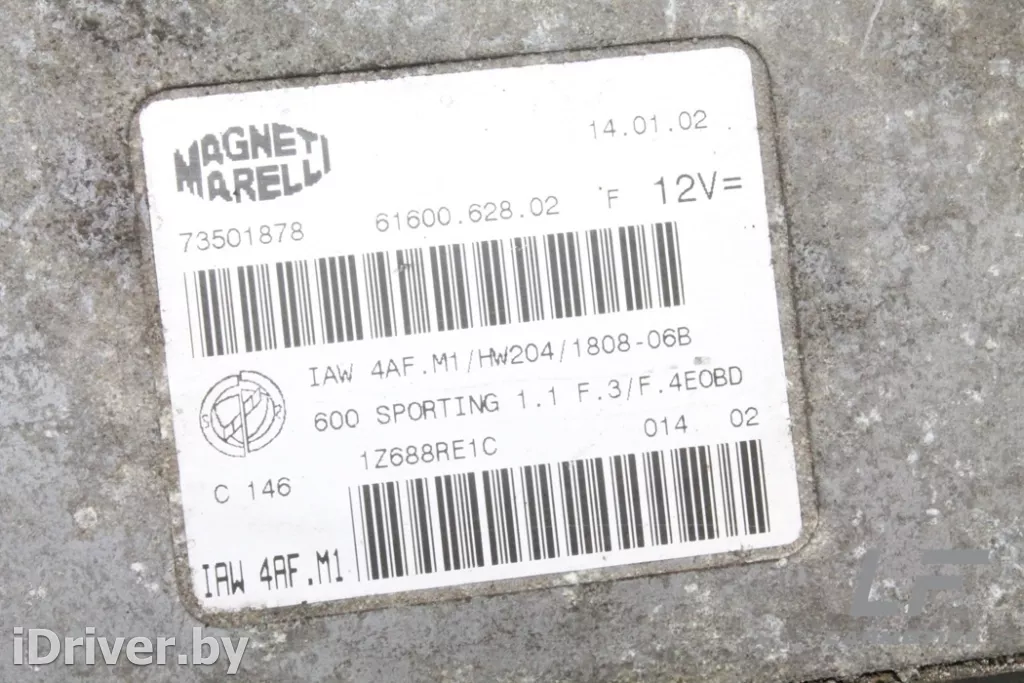 MAGNETI
MARELLI
14.01.02
73501878 61600.628.02 F 12V=
IAW 4AF.M1/HW204/1808-06B
600 SPORTING 1.1 F.3/F.4EOBD
1Z688RE1C 014 02
C 146
IAW 4AF.M1
LF
iDriver.by